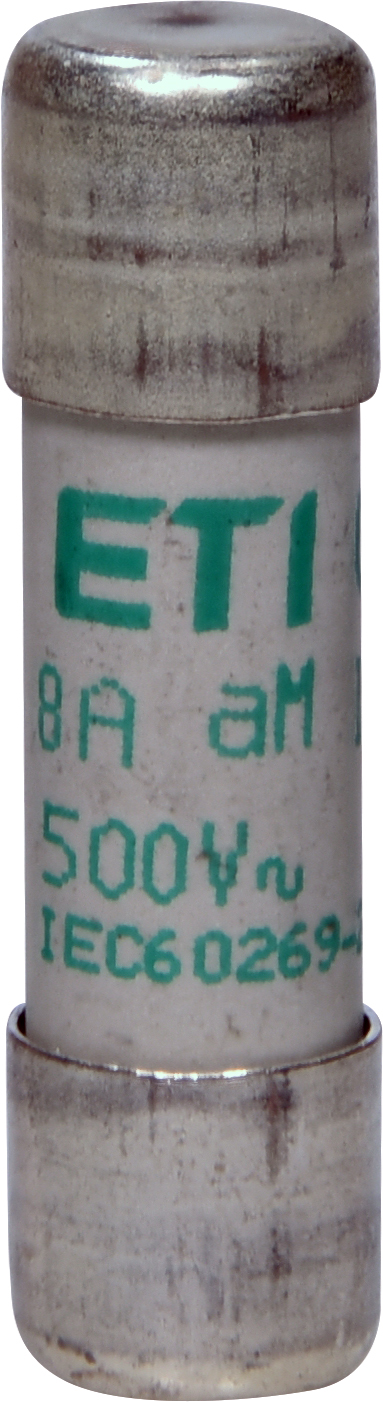 ETI
8A aM
500V~
IEC60269-